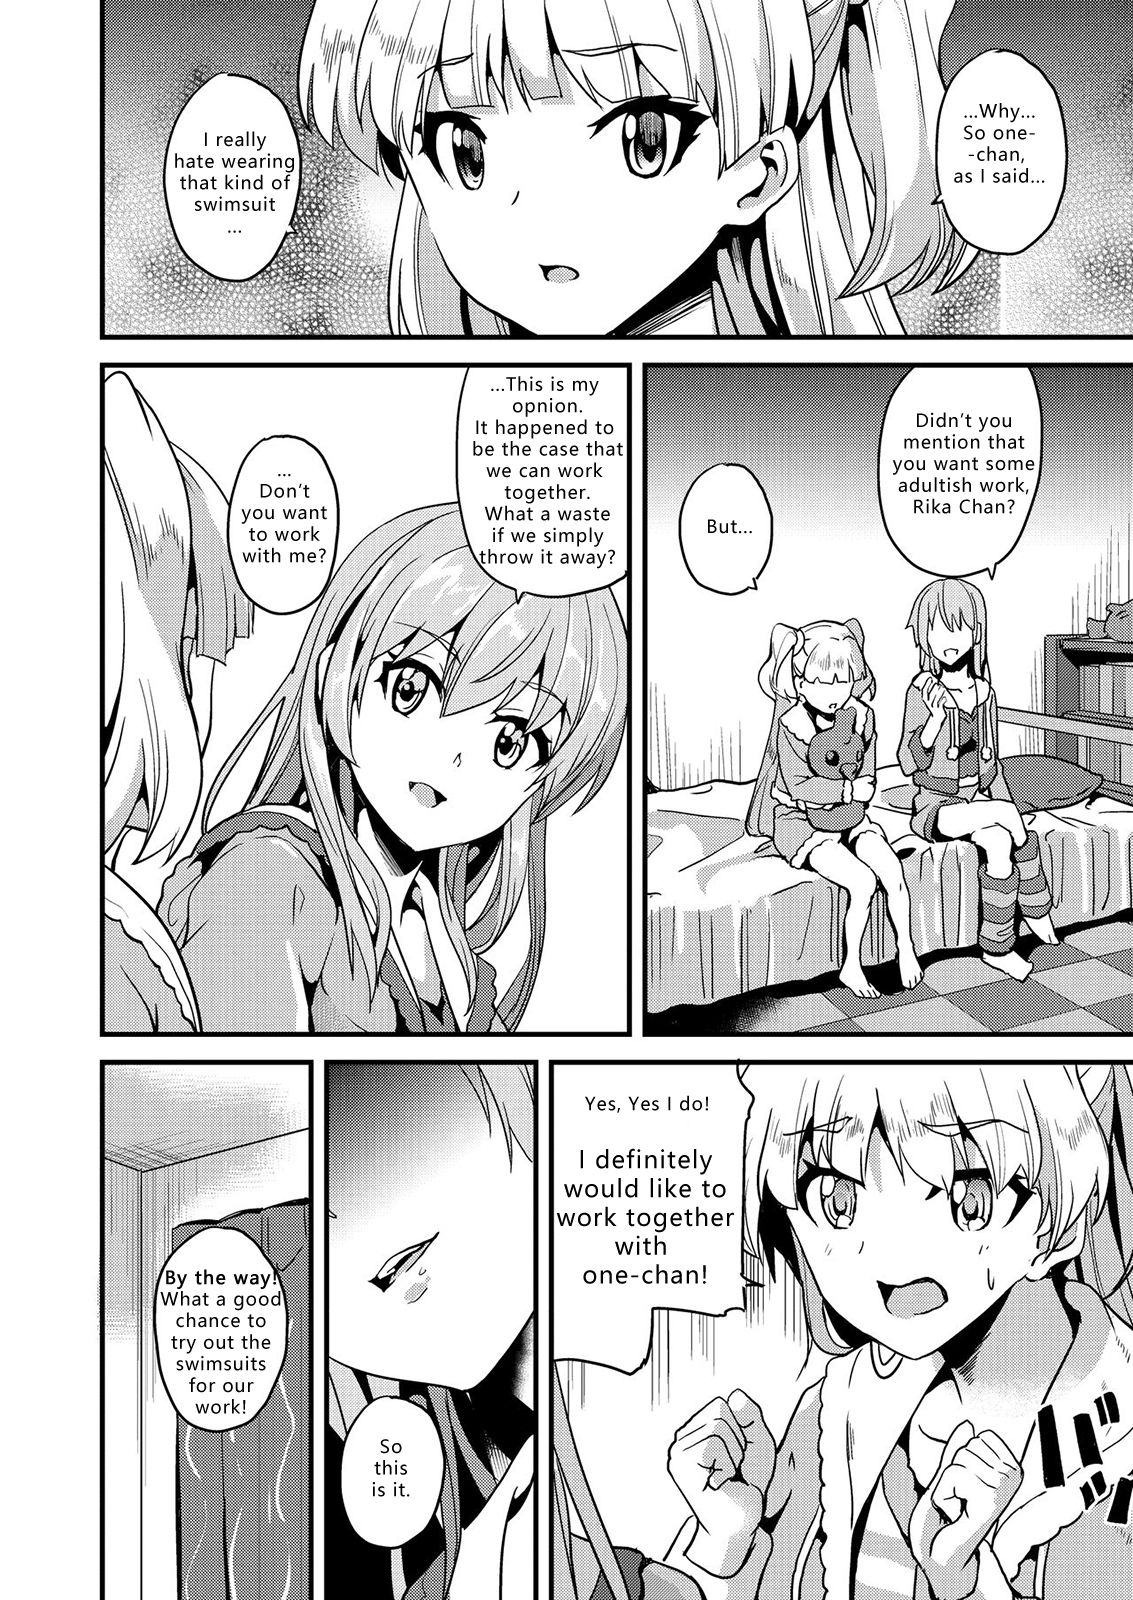 ...Why...
So one-
-chan,
as I said...
I really
hate wearing
that kind of
swimsuit
...
Didn't you
mention that
you want some
adultish work,
Rika Chan?
But...
...This is my
opnion.
It happened to
be the case that
we can work
together.
What a waste
if we simply
throw it away?
...
Don't
you want
to work
with me?
Yes, Yes I do!
I definitely
would like to
work together
with
one-chan!
So
this
is it.
By the way!
What a good
chance to
try out the
swimsuits
for our
work!